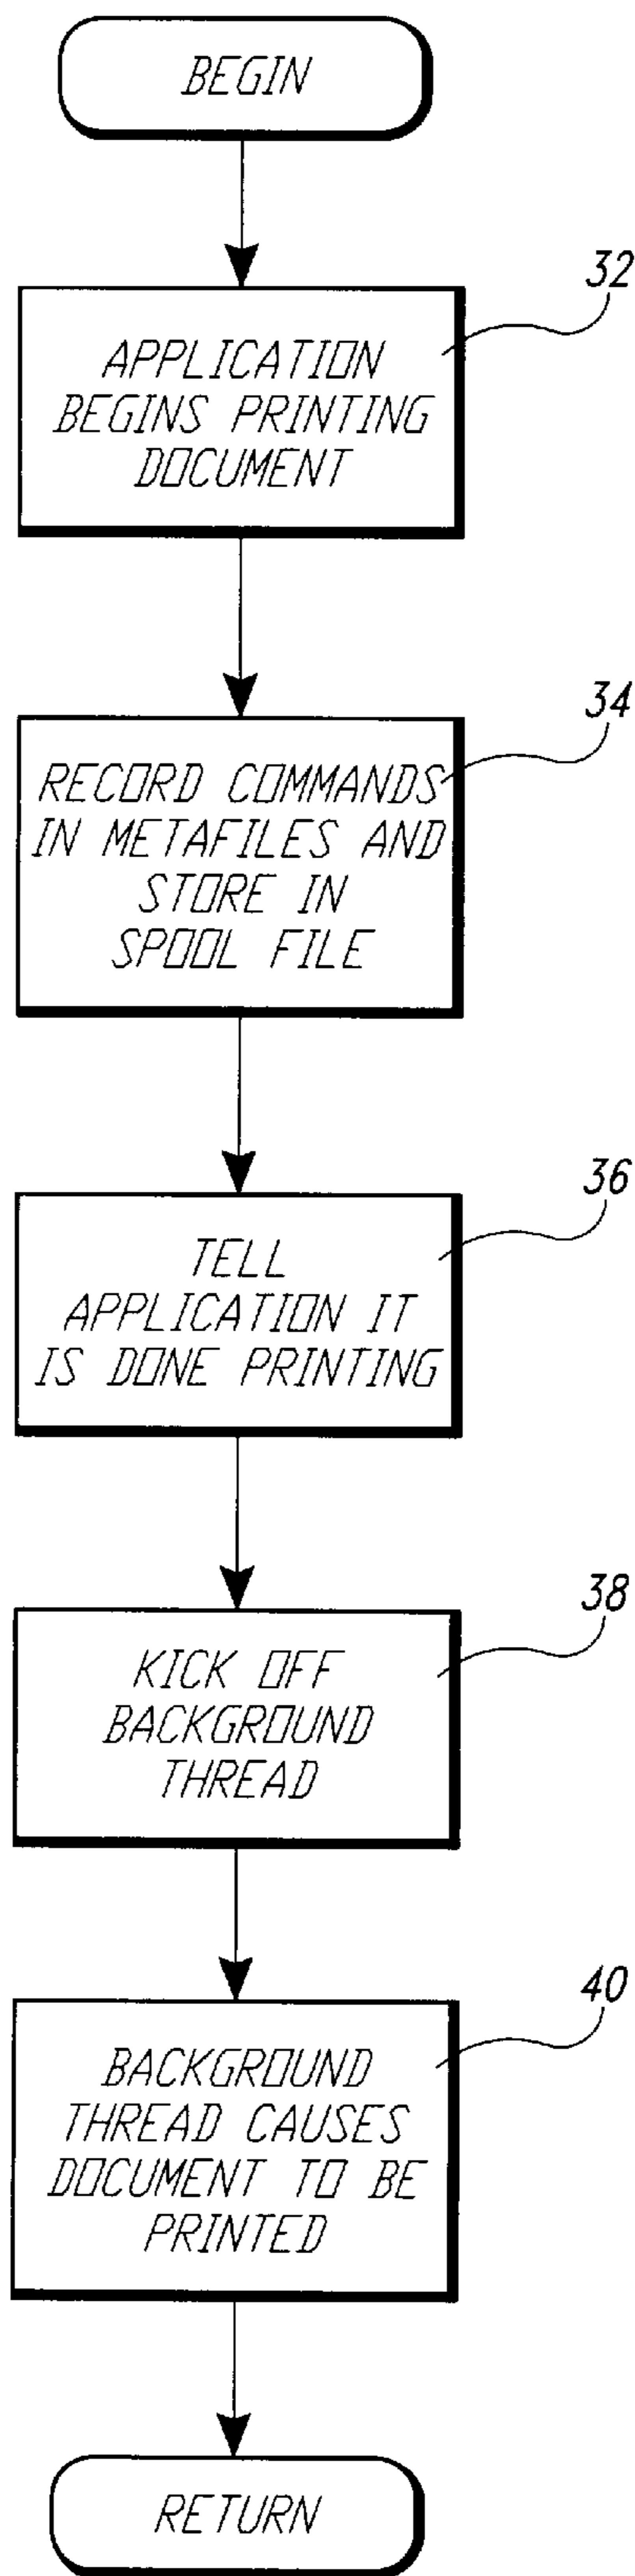 BEGIN
32
APPLICATION
BEGINS PRINTING
DOCUMENT
34
RECORD COMMANDS
IN METAFILES AND
STORE IN
SPOOL FILE
36
TELL
APPLICATION IT
IS DONE PRINTING
38
KICK OFF
BACKGROUND
THREAD
40
BACKGROUND
THREAD CAUSES
DOCUMENT TO BE
PRINTED
RETURN